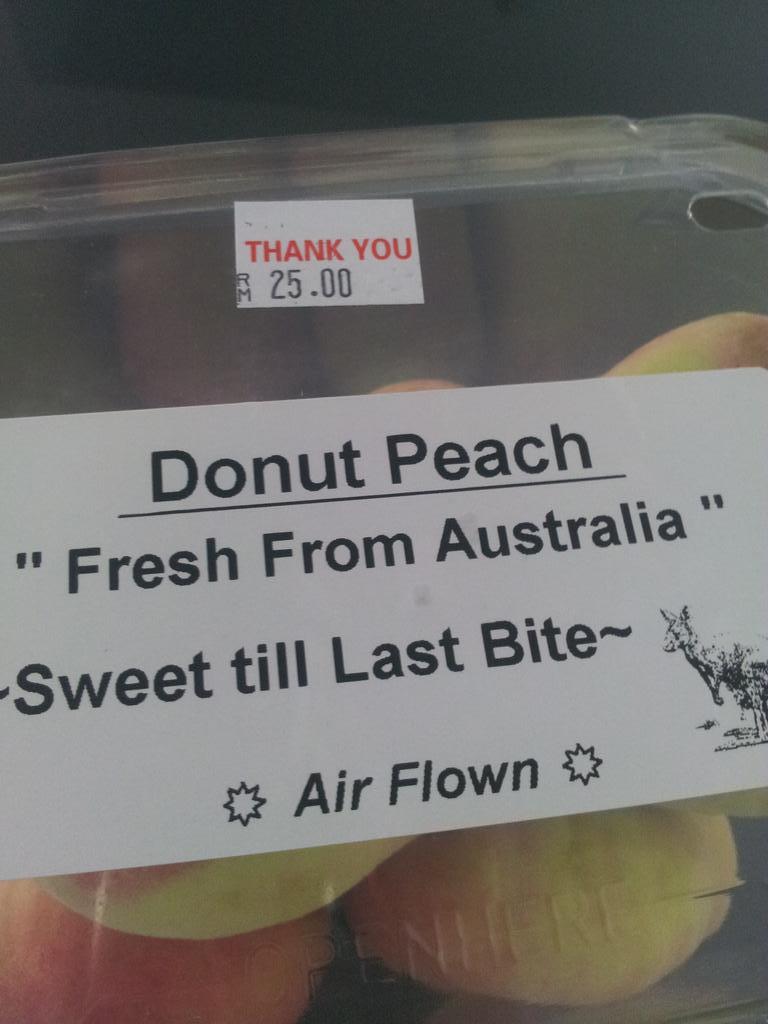 THANK YOU
RM 25.00
Donut Peach
" Fresh From Australia "
~Sweet till Last Bite~
Air Flown
OPEN HERE